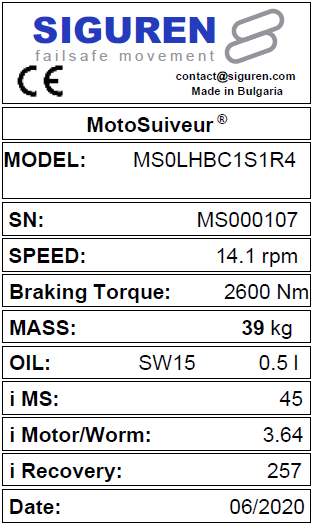 SIGUREN
failsafe movement
CE
contact@siguren.com
Made in Bulgaria
MotoSuiveur ®
MODEL: MS0LHBC1S1R4
SN: MS000107
SPEED: 14.1 rpm
Braking Torque: 2600 Nm
MASS: 39 kg
OIL: SW15 0.5 l
i MS: 45
i Motor/Worm: 3.64
i Recovery: 257
Date: 06/2020